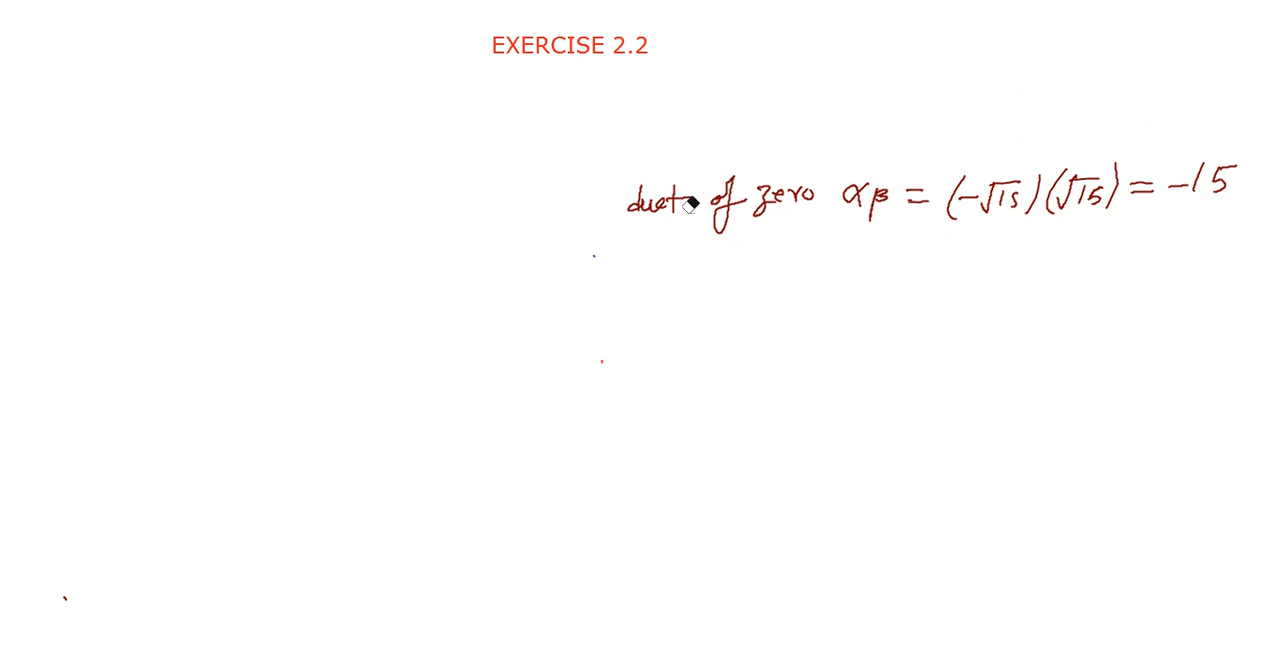 EXERCISE 2.2
duct of zero αβ = (-√15)(√15) = -15